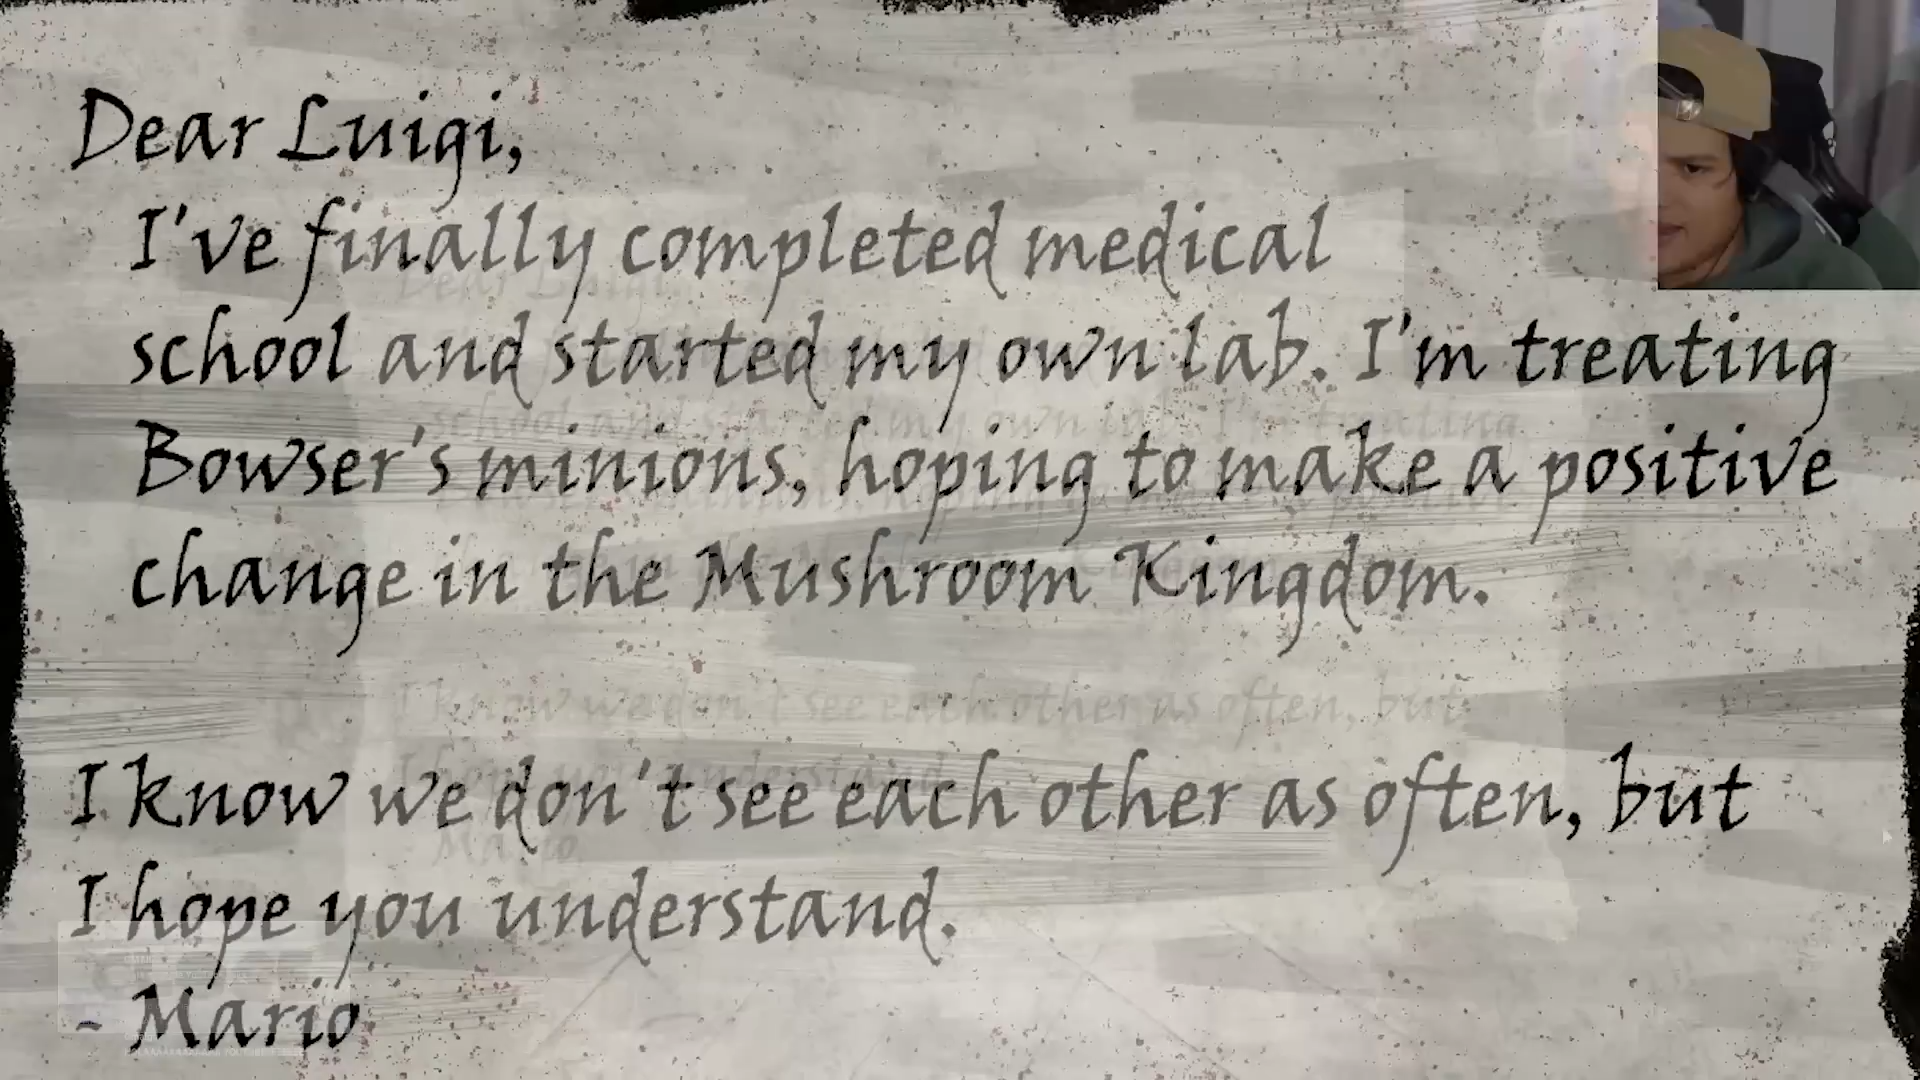 Dear Luigi,
I've finally completed medical
school and started my own lab. I'm treating
Bowser's minions, hoping to make a positive
change in the Mushroom Kingdom.
I know we don't see each other as often, but
I hope you understand.
- Mario